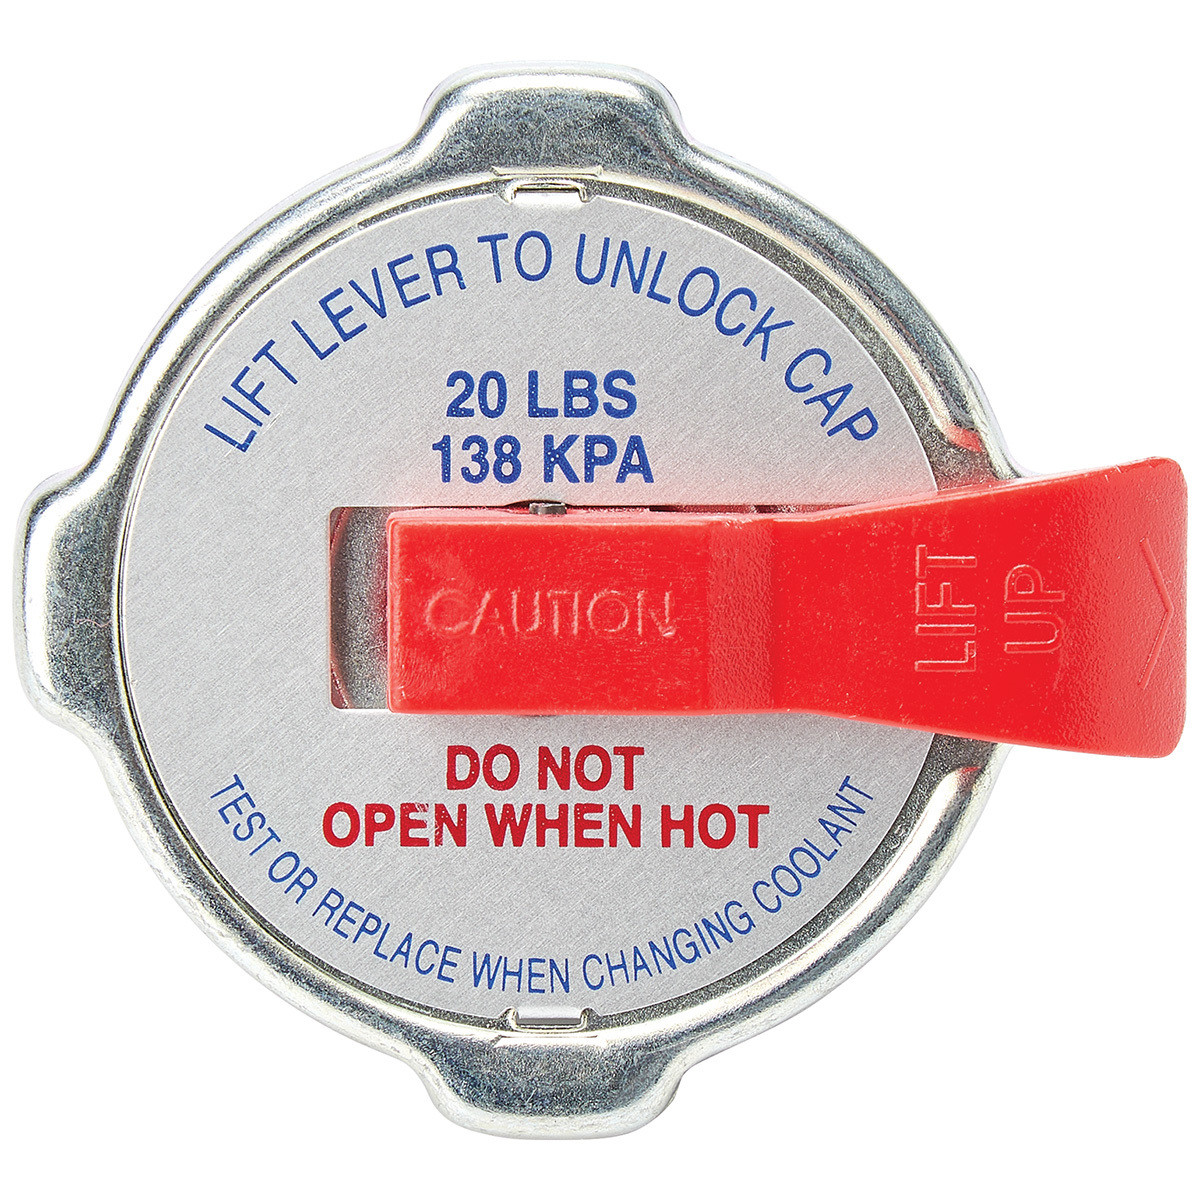 LIFT LEVER TO UNLOCK CAP
20 LBS
138 KPA
CAUTION
LIFT
UP
DO NOT
OPEN WHEN HOT
TEST OR REPLACE WHEN CHANGING COOLANT